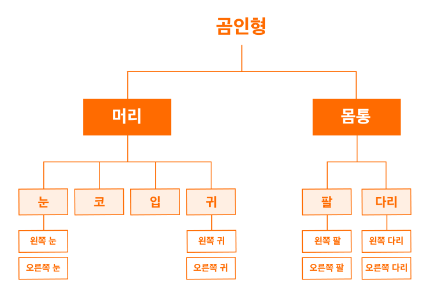 곰인형
머리
몸통
눈
코
입
귀
팔
다리
왼쪽 눈
왼쪽 귀
왼쪽 팔
왼쪽 다리
오른쪽 눈
오른쪽 귀
오른쪽 팔
오른쪽 다리